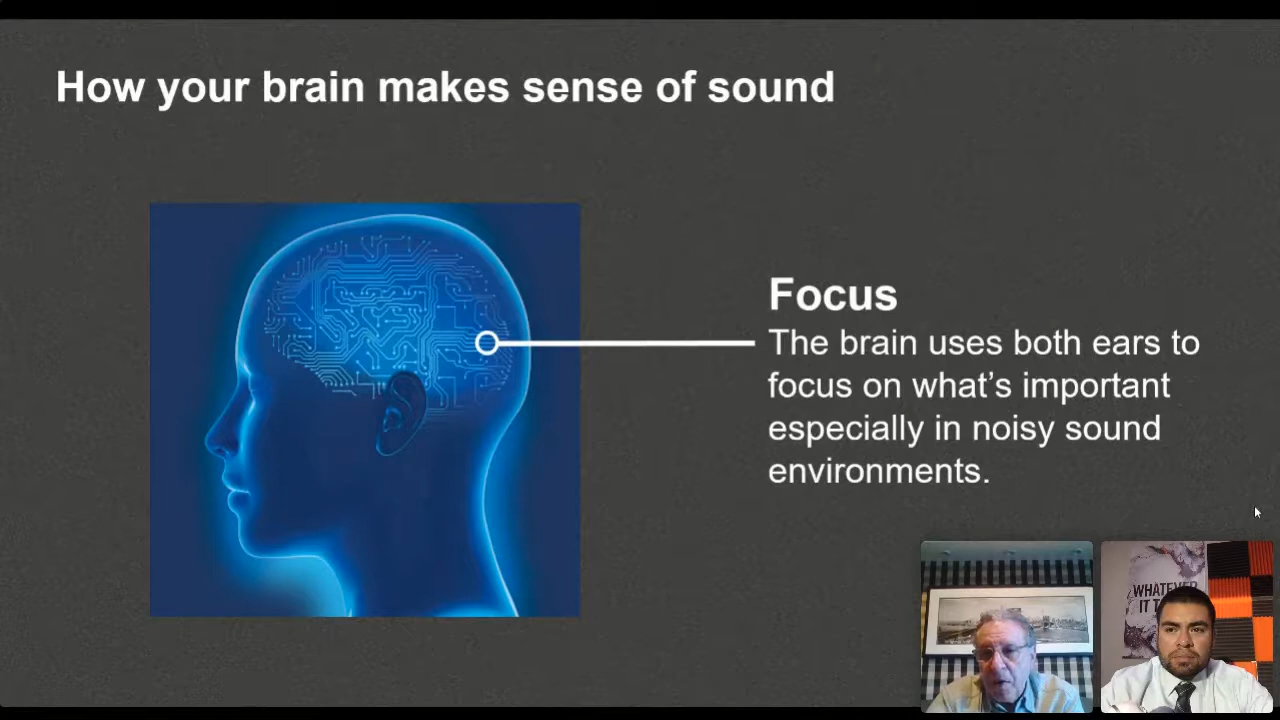 How your brain makes sense of sound
Focus
The brain uses both ears to
focus on what’s important
especially in noisy sound
environments.
WHATEVER
IT